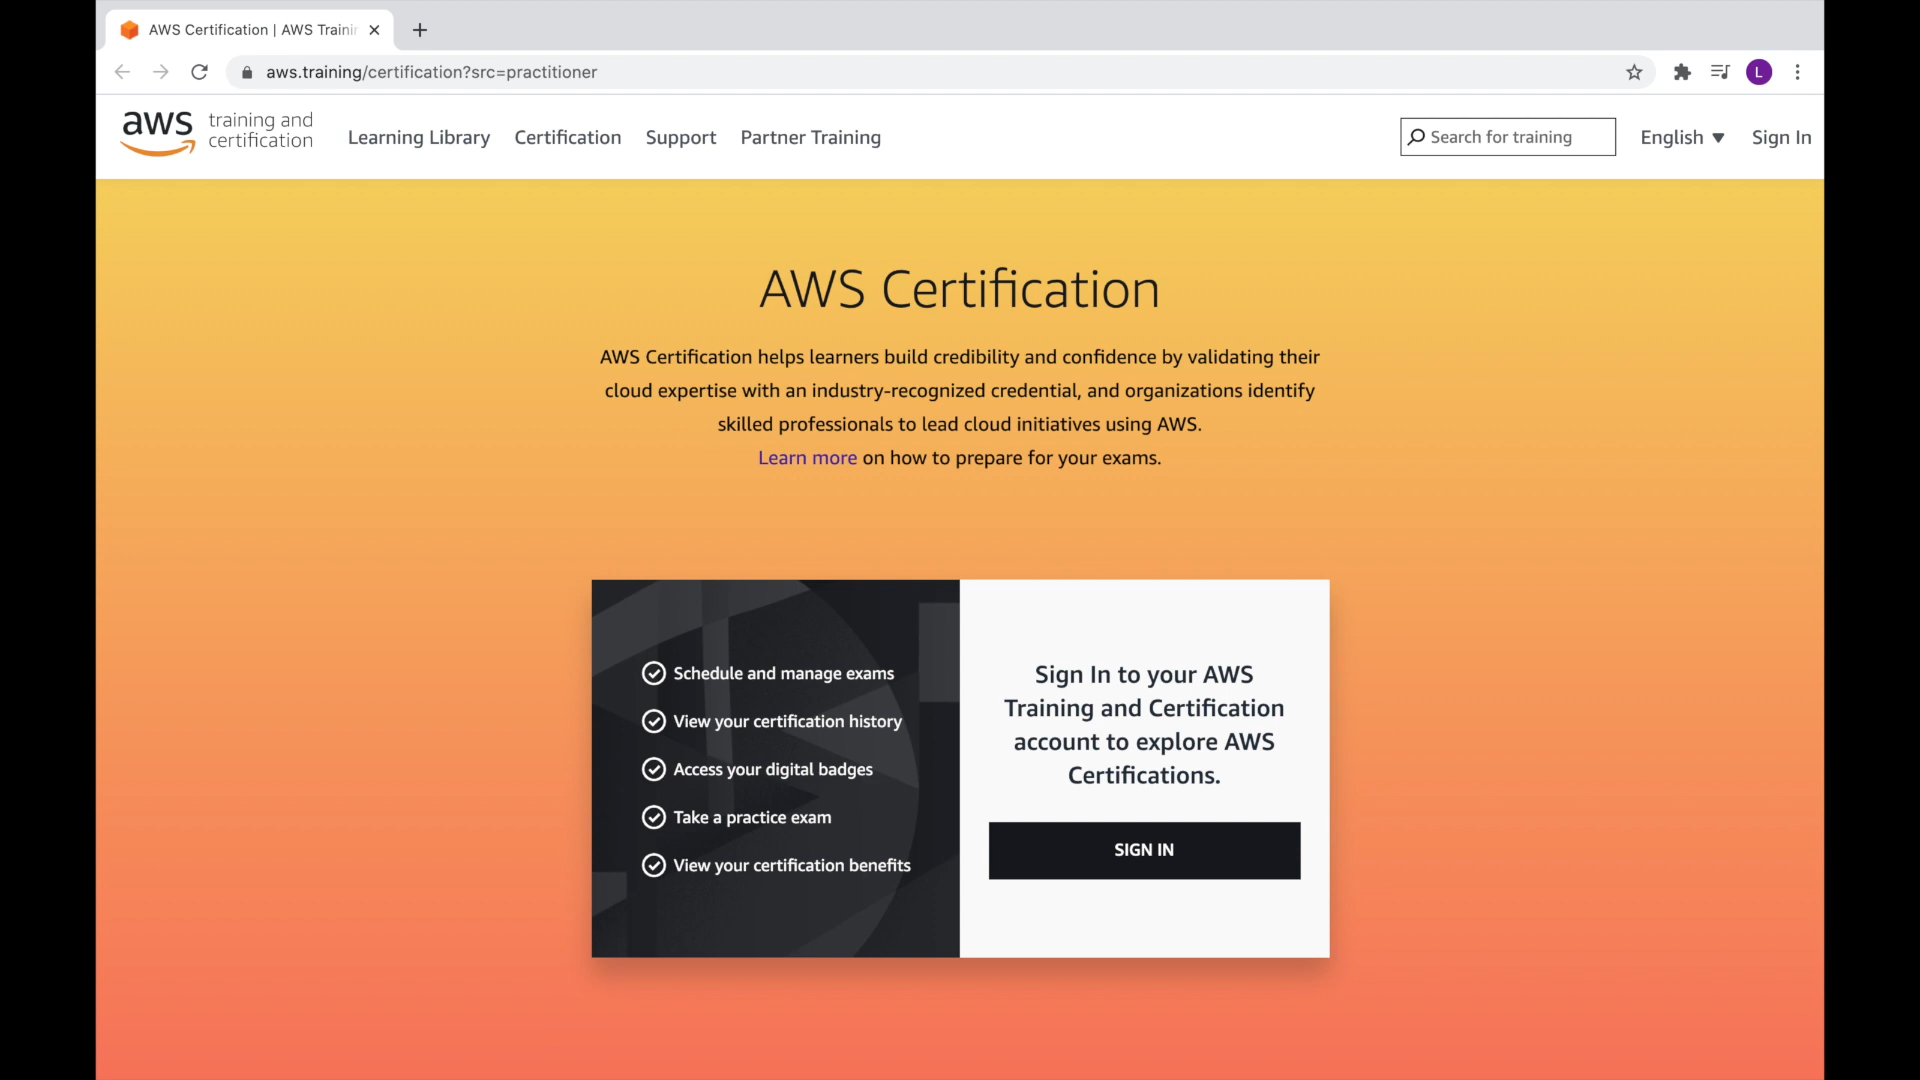 AWS Certification | AWS Trainin
aws.training/certification?src=practitioner
L
aws training and certification
Learning Library
Certification
Support
Partner Training
Search for training
English
Sign In
AWS Certification
AWS Certification helps learners build credibility and confidence by validating their
cloud expertise with an industry-recognized credential, and organizations identify
skilled professionals to lead cloud initiatives using AWS.
Learn more on how to prepare for your exams.
Schedule and manage exams
View your certification history
Access your digital badges
Take a practice exam
View your certification benefits
Sign In to your AWS
Training and Certification
account to explore AWS
Certifications.
SIGN IN